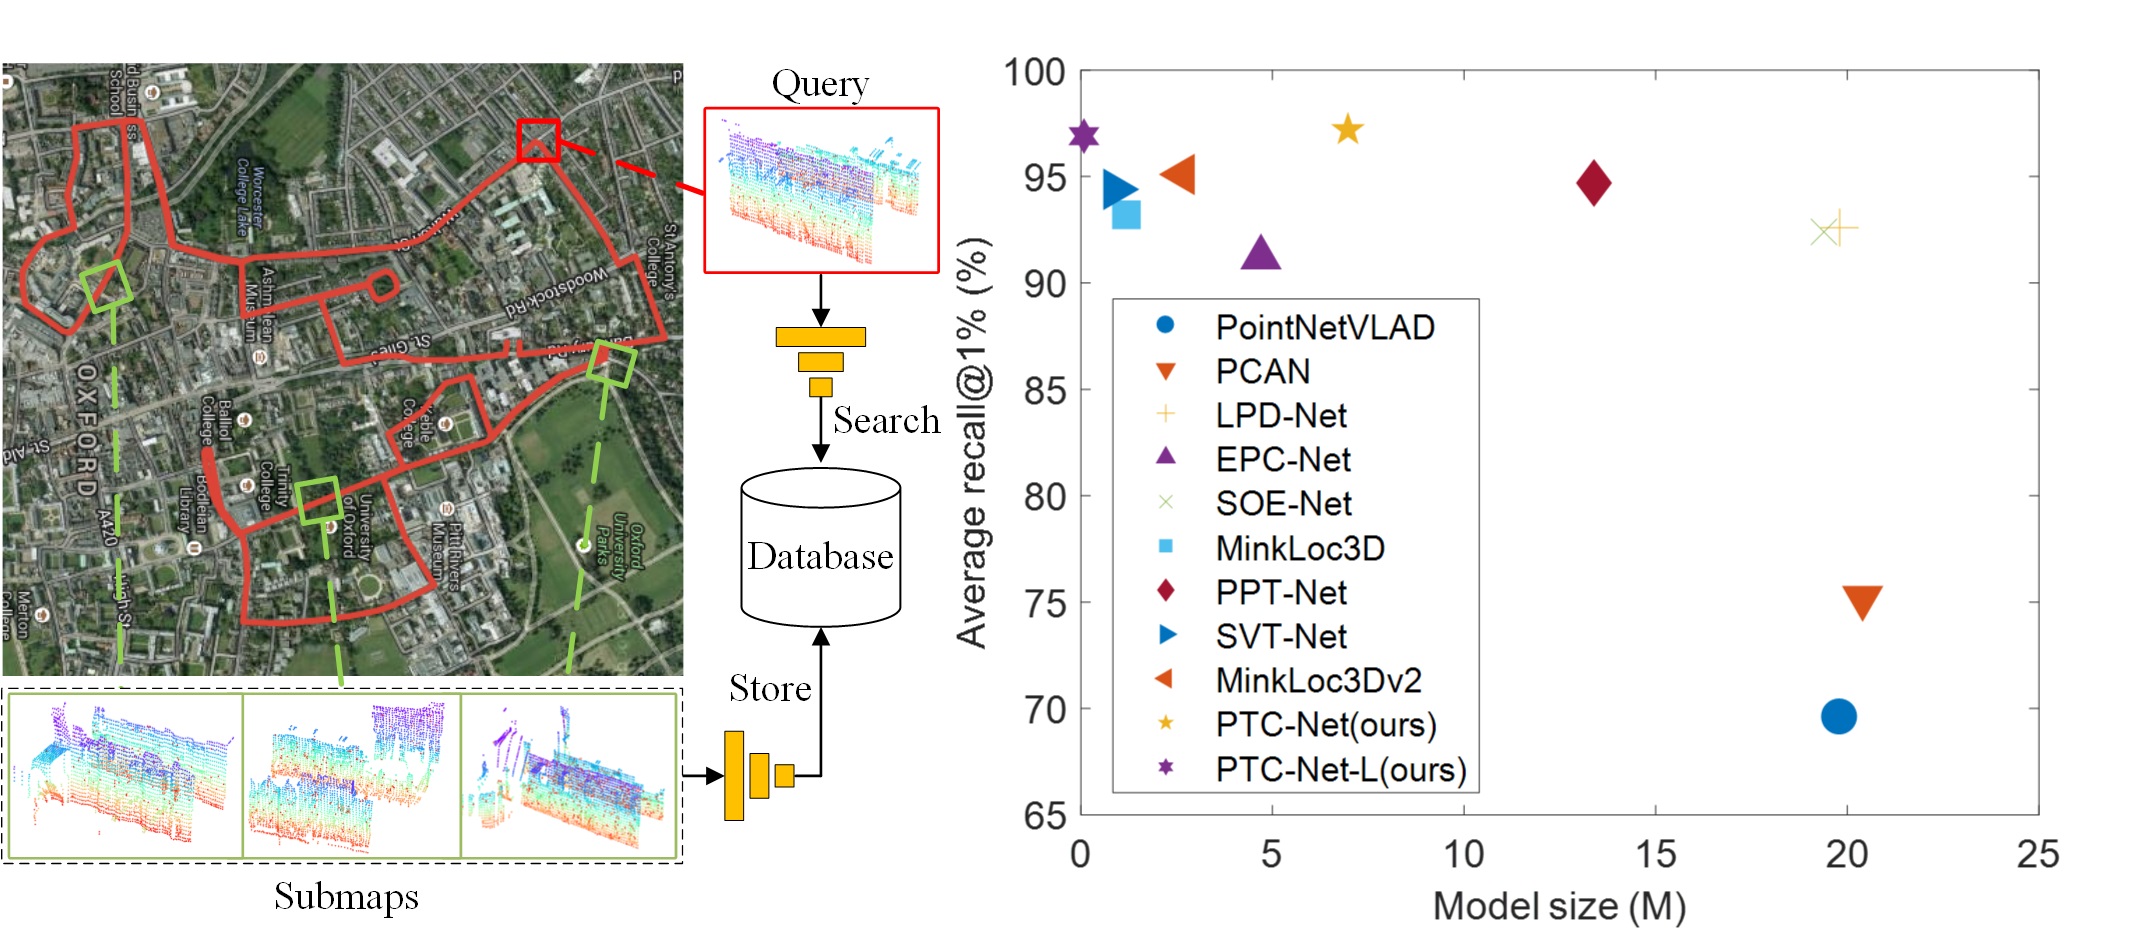 d Business
School
Worcester
College Lake
P
St Antony's
College
Ashmolean
Museum
Woodstock Rd
St. Giles'
OXFORD
Balliol
College
Keble
College
St. Ald
Trinity
College
Bodleian
Library
University
of Oxford
Pitt Rivers
Museum
Oxford
University
Parks
A420
High St
Merton
College
Submaps
Query
Search
Database
Store
100
95
90
85
80
75
70
65
Average recall@1% (%)
PointNetVLAD
PCAN
LPD-Net
EPC-Net
SOE-Net
MinkLoc3D
PPT-Net
SVT-Net
MinkLoc3Dv2
PTC-Net(ours)
PTC-Net-L(ours)
0 5 10 15 20 25
Model size (M)